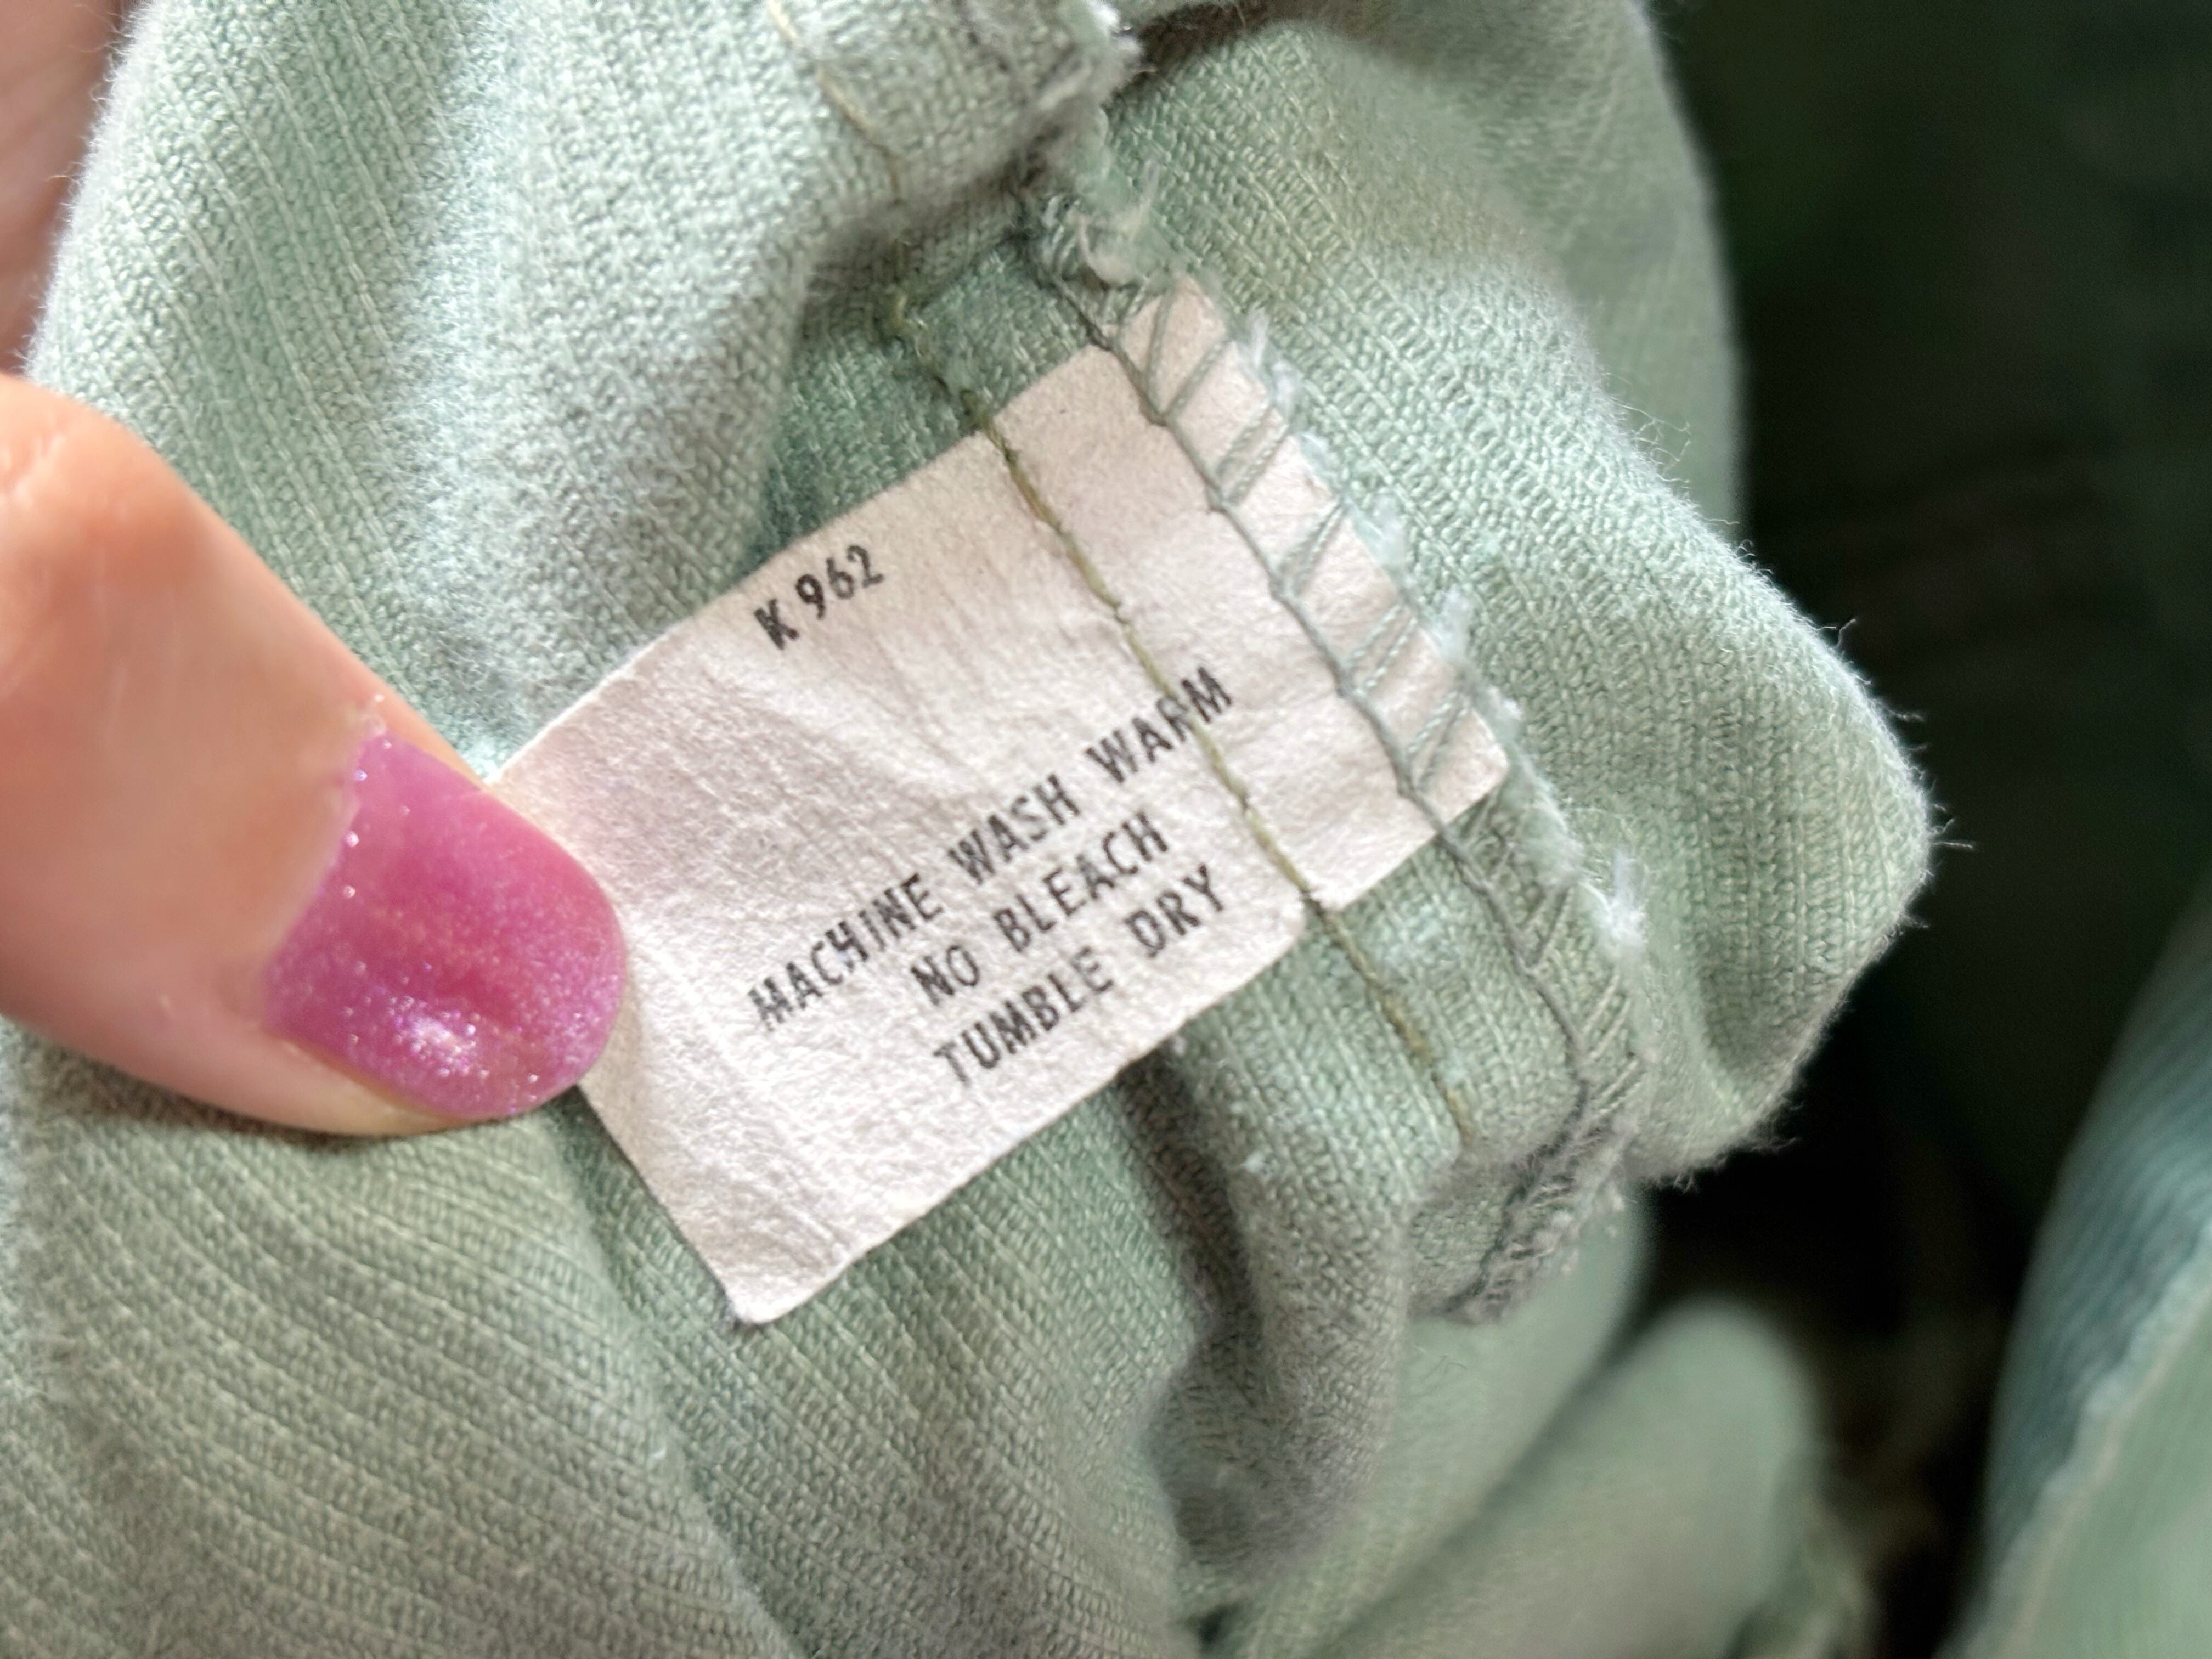 K 962
MACHINE WASH WARM
NO BLEACH
TUMBLE DRY